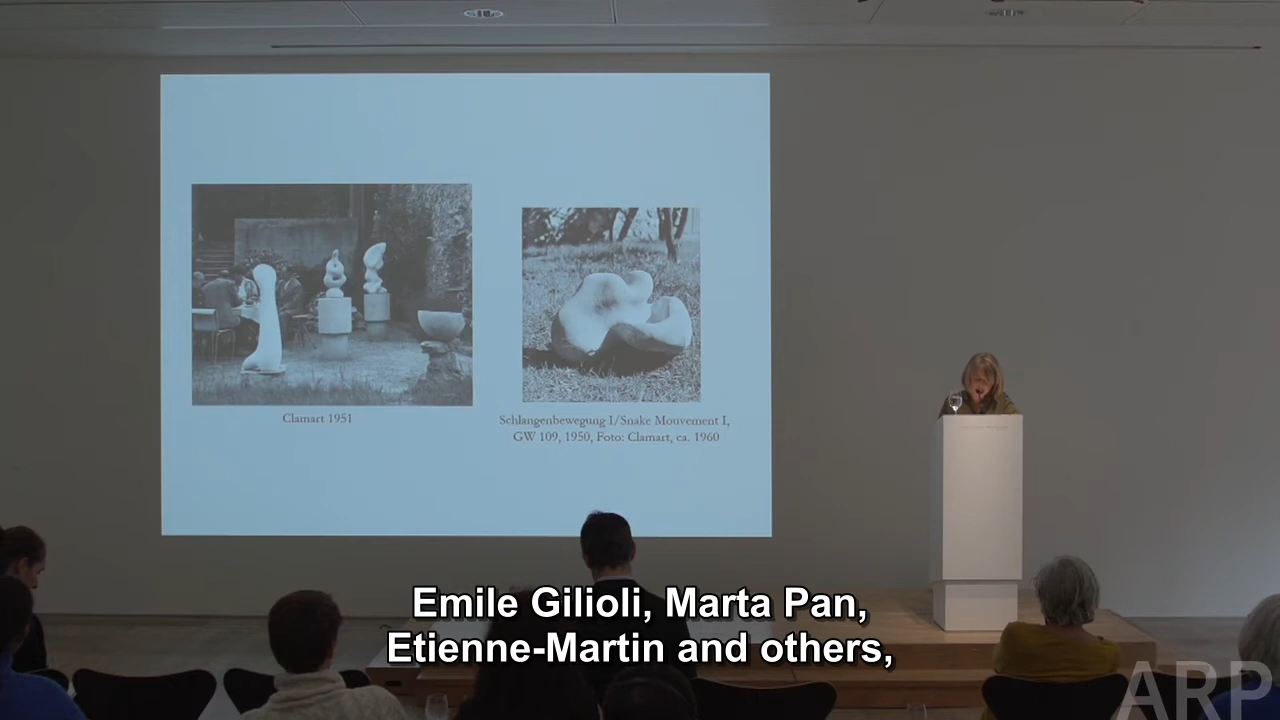 Clamart 1951
Schlangenbewegung I/Snake Mouvement I,
GW 109, 1950, Foto: Clamart, ca. 1960
Emile Gilioli, Marta Pan,
Etienne-Martin and others,
ARP